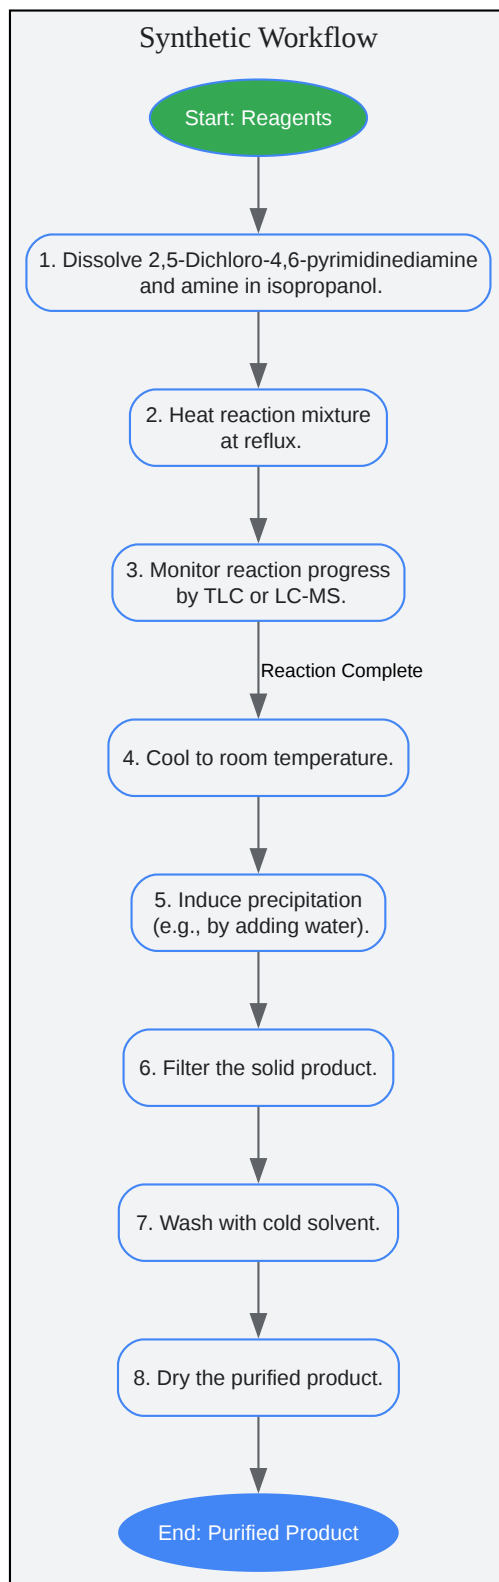 Synthetic Workflow
Start: Reagents
1. Dissolve 2,5-Dichloro-4,6-pyrimidinediamine
and amine in isopropanol.
2. Heat reaction mixture
at reflux.
3. Monitor reaction progress
by TLC or LC-MS.
Reaction Complete
4. Cool to room temperature.
5. Induce precipitation
(e.g., by adding water).
6. Filter the solid product.
7. Wash with cold solvent.
8. Dry the purified product.
End: Purified Product